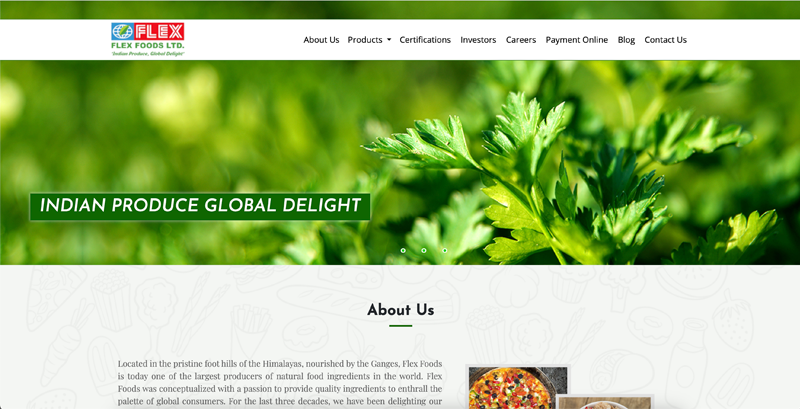 FLEX
FLEX FOODS LTD.
'Indian Produce, Global Delight'
About Us Products Certifications Investors Careers Payment Online Blog Contact Us
INDIAN PRODUCE GLOBAL DELIGHT
About Us
Located in the pristine foot hills of the Himalayas, nourished by the Ganges, Flex Foods
is today one of the largest producers of natural food ingredients in the world. Flex
Foods was conceptualized with a passion to provide quality ingredients to enthrall the
palette of global consumers. For the last three decades, we have been delighting our